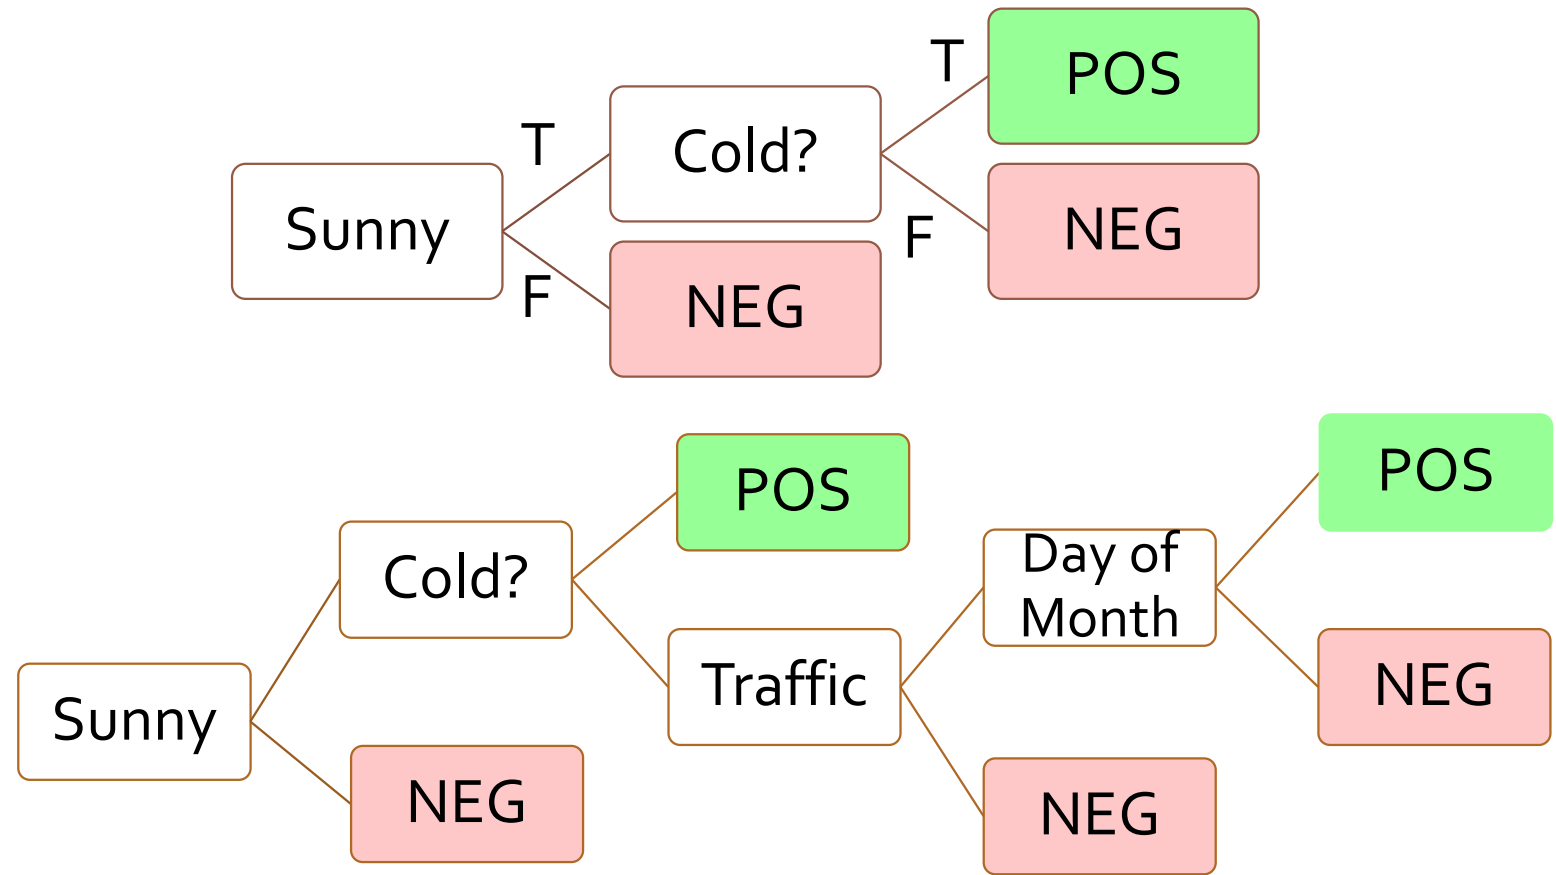 T
POS
T
Cold?
Sunny
F
NEG
F
NEG
POS
POS
Cold?
Day of
Month
Traffic
NEG
Sunny
NEG
NEG